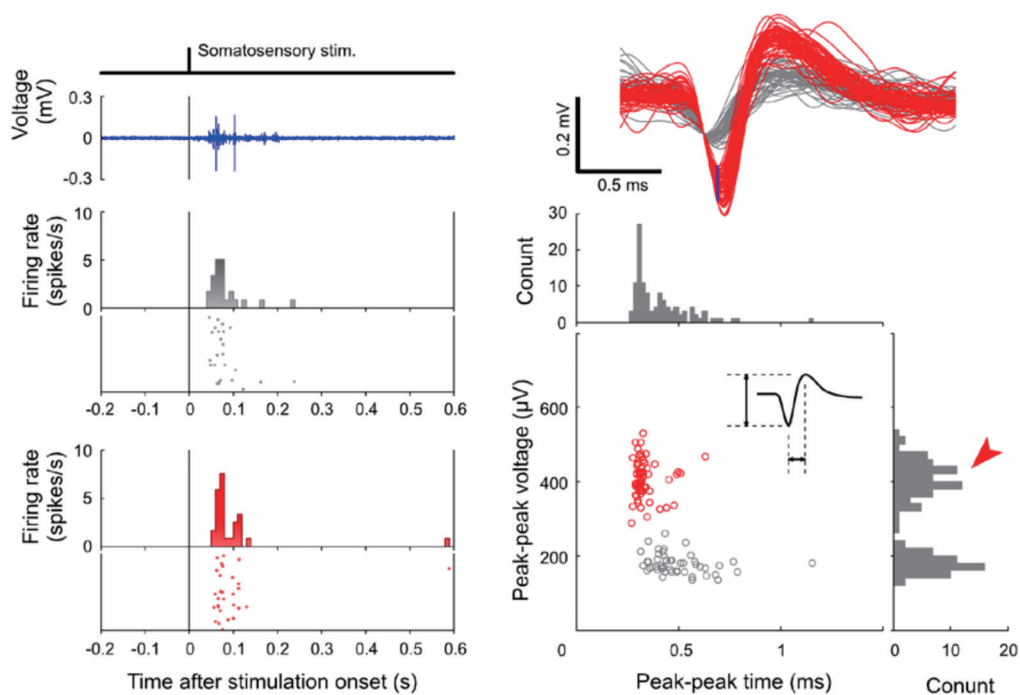 Somatosensory stim.
Voltage
(mV)
0.3
0
-0.3
Firing rate
(spikes/s)
10
5
0
-0.2 -0.1 0 0.1 0.2 0.3 0.4 0.5 0.6
Firing rate
(spikes/s)
10
5
0
-0.2 -0.1 0 0.1 0.2 0.3 0.4 0.5 0.6
Time after stimulation onset (s)
0.2 mV
0.5 ms
Conunt
30
20
10
0
Peak-peak voltage (µV)
600
400
200
0
0 0.5 1
Peak-peak time (ms)
0 10 20
Conunt